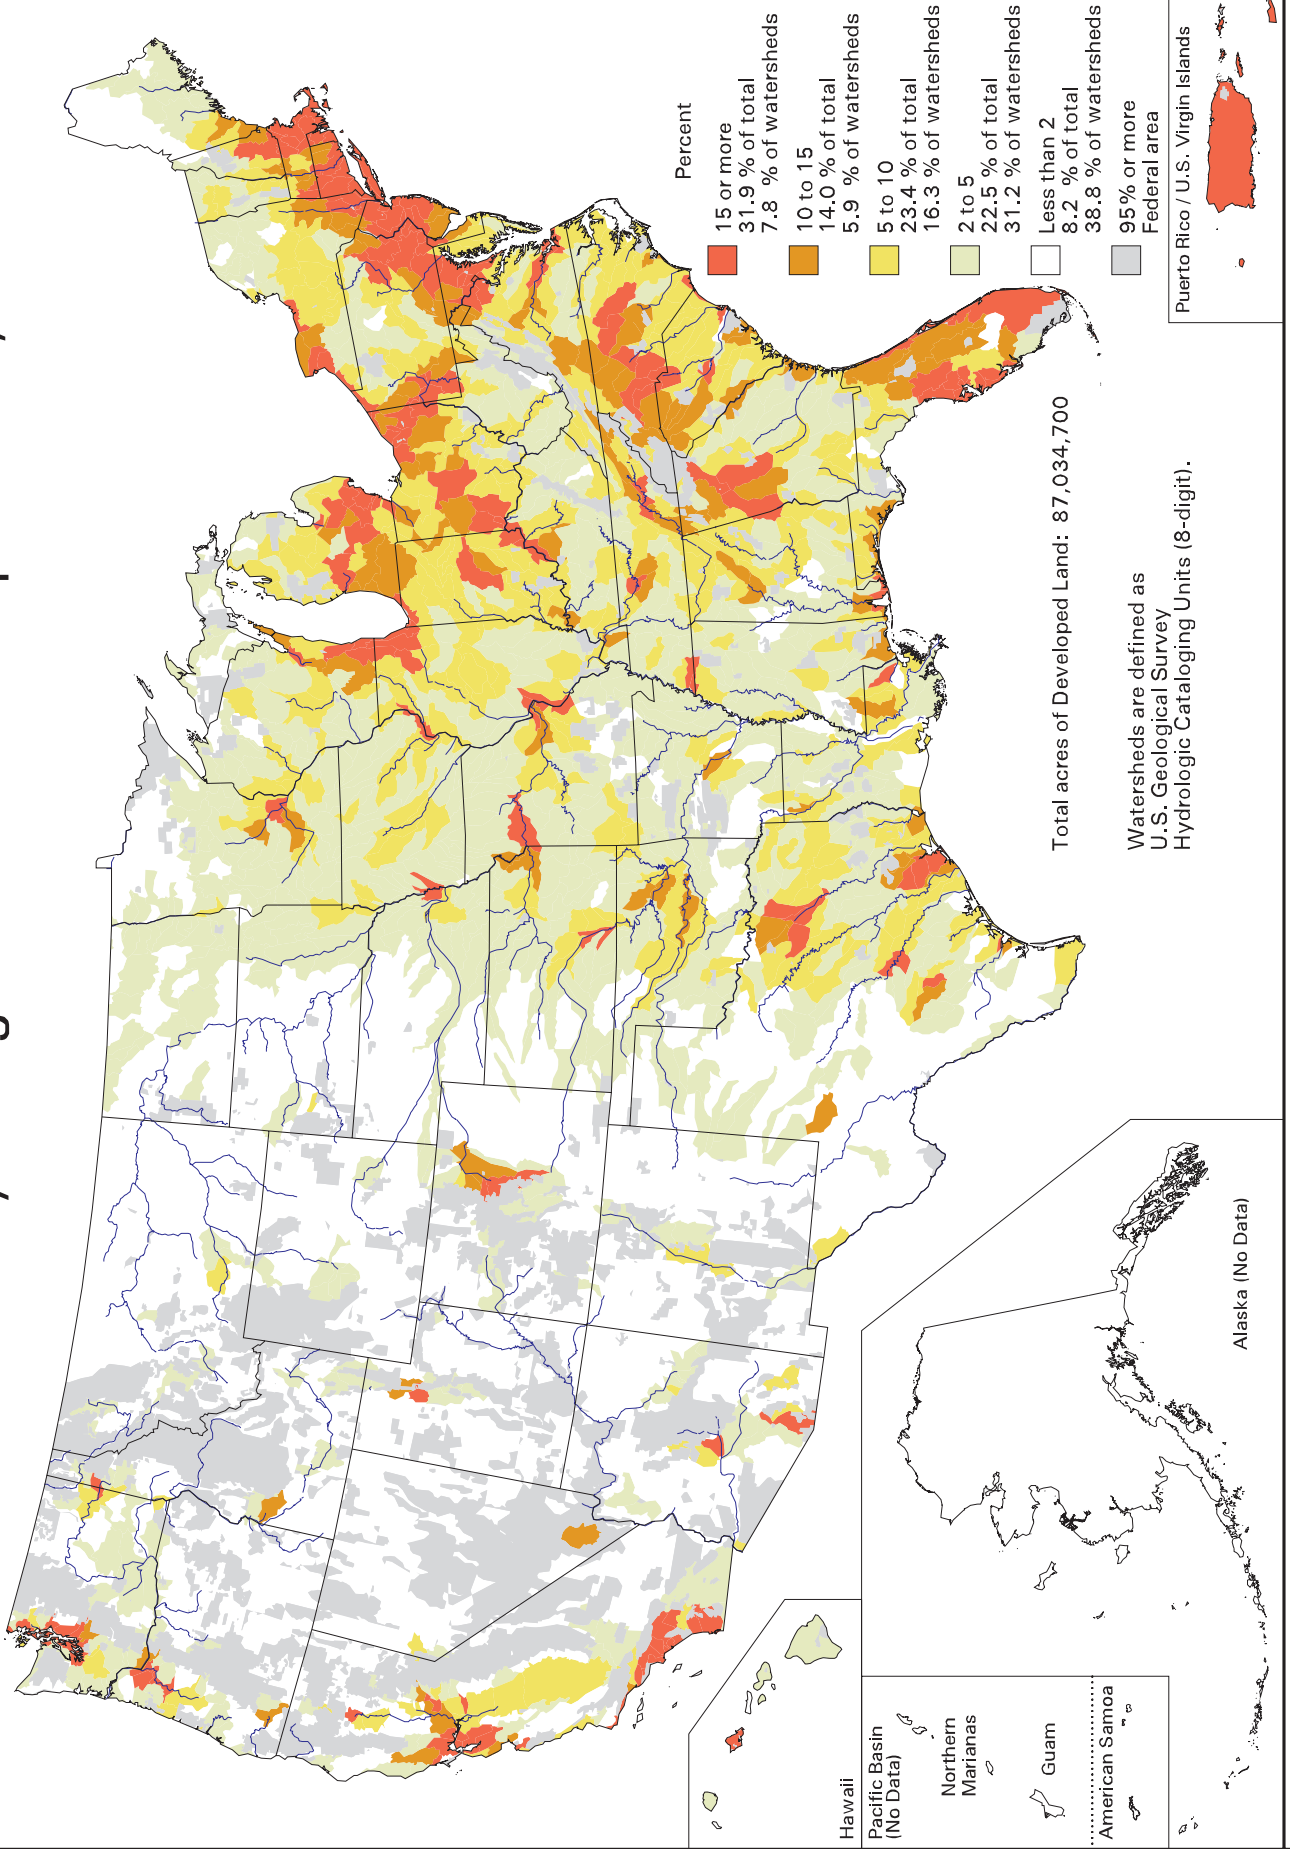 Percent
15 or more
31.9 % of total
7.8 % of watersheds
10 to 15
14.0 % of total
5.9 % of watersheds
5 to 10
23.4 % of total
16.3 % of watersheds
2 to 5
22.5 % of total
31.2 % of watersheds
Less than 2
8.2 % of total
38.8 % of watersheds
95% or more
Federal area
Total acres of Developed Land: 87,034,700
Watersheds are defined as
U.S. Geological Survey
Hydrologic Cataloging Units (8-digit).
Puerto Rico / U.S. Virgin Islands
Alaska (No Data)
Hawaii
Pacific Basin
(No Data)
Northern
Marianas
Guam
American Samoa